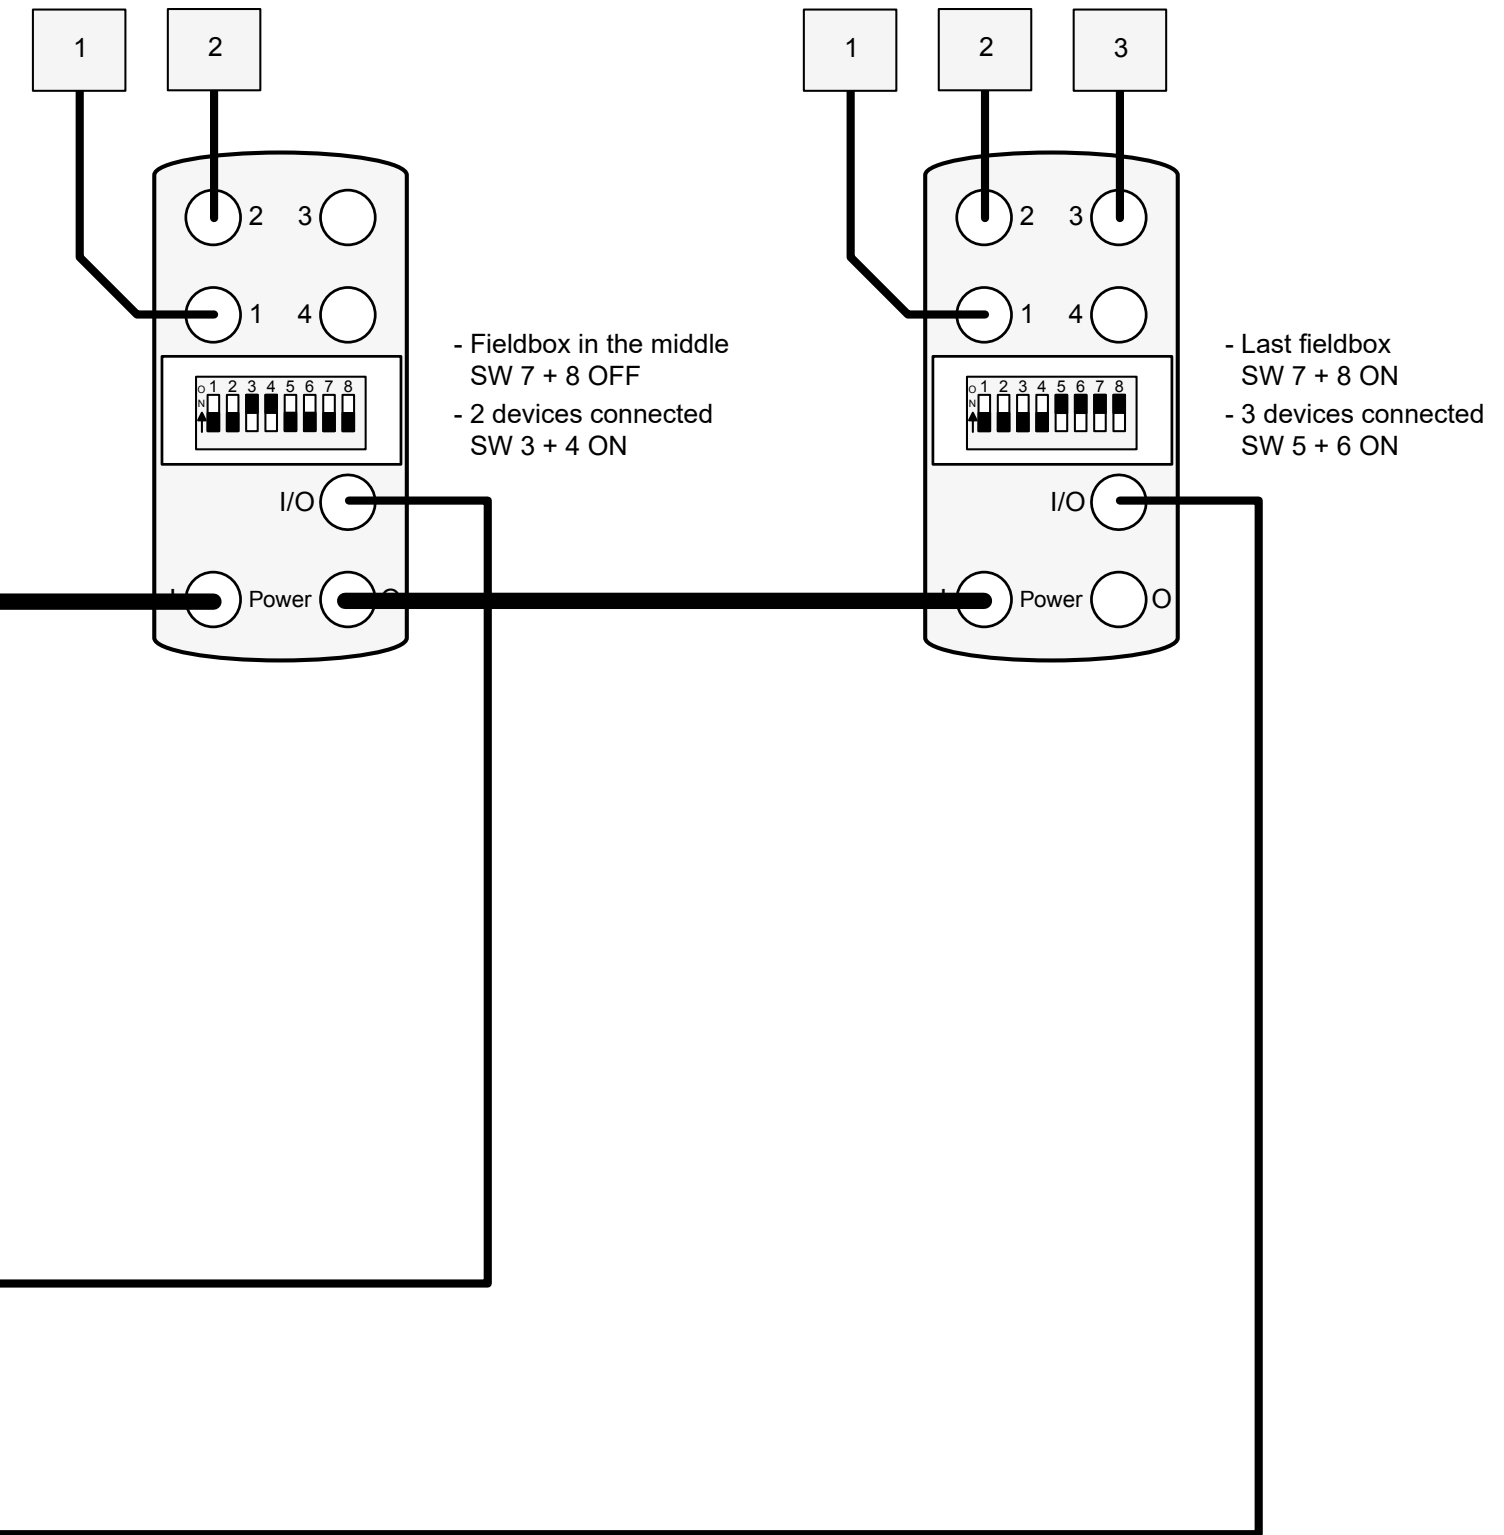 1 2
2 3
1 4
O 1 2 3 4 5 6 7 8
N
I/O
Power
- Fieldbox in the middle
SW 7 + 8 OFF
- 2 devices connected
SW 3 + 4 ON
1 2 3
2 3
1 4
O 1 2 3 4 5 6 7 8
N
I/O
Power O
- Last fieldbox
SW 7 + 8 ON
- 3 devices connected
SW 5 + 6 ON